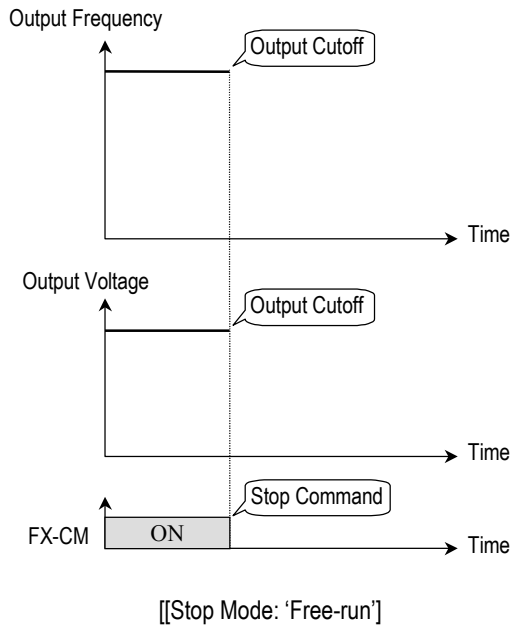 Output Frequency
Output Cutoff
Time
Output Voltage
Output Cutoff
Time
Stop Command
FX-CM
ON
Time
[[Stop Mode: ‘Free-run’]